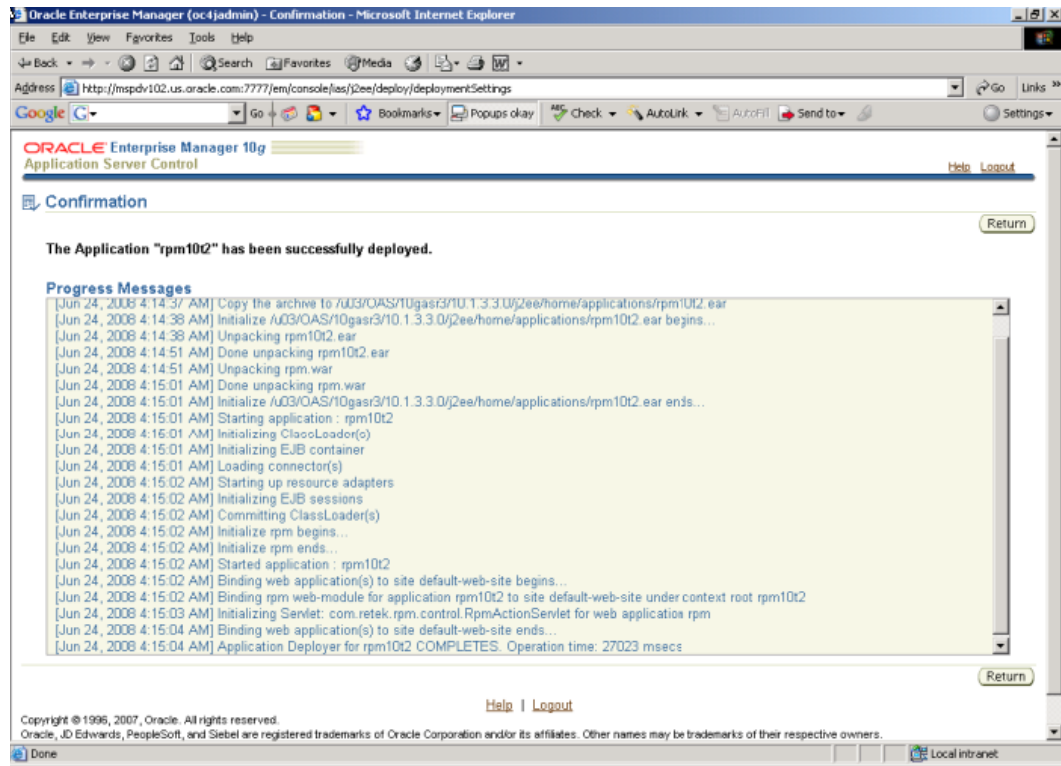 Oracle Enterprise Manager (oc4jadmin) - Confirmation - Microsoft Internet Explorer
File Edit View Favorites Tools Help
Back Search Favorites Media
Address http://mspdv102.us.oracle.com:7777/em/console/ias/j2ee/deploy/deploymentSettings Go Links »
Google G Go Bookmarks Popups okay ABC Check AutoLink AutoFill Send to Settings
ORACLE Enterprise Manager 10g
Application Server Control
Help Logout
Confirmation
Return
The Application "rpm10t2" has been successfully deployed.
Progress Messages
[Jun 24, 2008 4:14:37 AM] Copy the archive to /u03/OAS/10gasr3/10.1.3.3.0/j2ee/home/applications/rpm10t2.ear
[Jun 24, 2008 4:14:38 AM] Initialize /u03/OAS/10gasr3/10.1.3.3.0/j2ee/home/applications/rpm10t2.ear begins...
[Jun 24, 2008 4:14:38 AM] Unpacking rpm10t2.ear
[Jun 24, 2008 4:14:51 AM] Done unpacking rpm10t2.ear
[Jun 24, 2008 4:14:51 AM] Unpacking rpm.war
[Jun 24, 2008 4:15:01 AM] Done unpacking rpm.war
[Jun 24, 2008 4:15:01 AM] Initialize /u03/OAS/10gasr3/10.1.3.3.0/j2ee/home/applications/rpm10t2.ear ends...
[Jun 24, 2008 4:15:01 AM] Starting application : rpm10t2
[Jun 24, 2008 4:15:01 AM] Initializing ClassLoader(s)
[Jun 24, 2008 4:15:01 AM] Initializing EJB container
[Jun 24, 2008 4:15:01 AM] Loading connector(s)
[Jun 24, 2008 4:15:02 AM] Starting up resource adapters
[Jun 24, 2008 4:15:02 AM] Initializing EJB sessions
[Jun 24, 2008 4:15:02 AM] Committing ClassLoader(s)
[Jun 24, 2008 4:15:02 AM] Initialize rpm begins...
[Jun 24, 2008 4:15:02 AM] Initialize rpm ends...
[Jun 24, 2008 4:15:02 AM] Started application : rpm10t2
[Jun 24, 2008 4:15:02 AM] Binding web application(s) to site default-web-site begins...
[Jun 24, 2008 4:15:02 AM] Binding rpm web-module for application rpm10t2 to site default-web-site under context root rpm10t2
[Jun 24, 2008 4:15:03 AM] Initializing Servlet: com.retek.rpm.control.RpmActionServlet for web application rpm
[Jun 24, 2008 4:15:04 AM] Binding web application(s) to site default-web-site ends...
[Jun 24, 2008 4:15:04 AM] Application Deployer for rpm10t2 COMPLETES. Operation time: 27023 msecs
Return
Help | Logout
Copyright © 1996, 2007, Oracle. All rights reserved.
Oracle, JD Edwards, PeopleSoft, and Siebel are registered trademarks of Oracle Corporation and/or its affiliates. Other names may be trademarks of their respective owners.
Done Local intranet